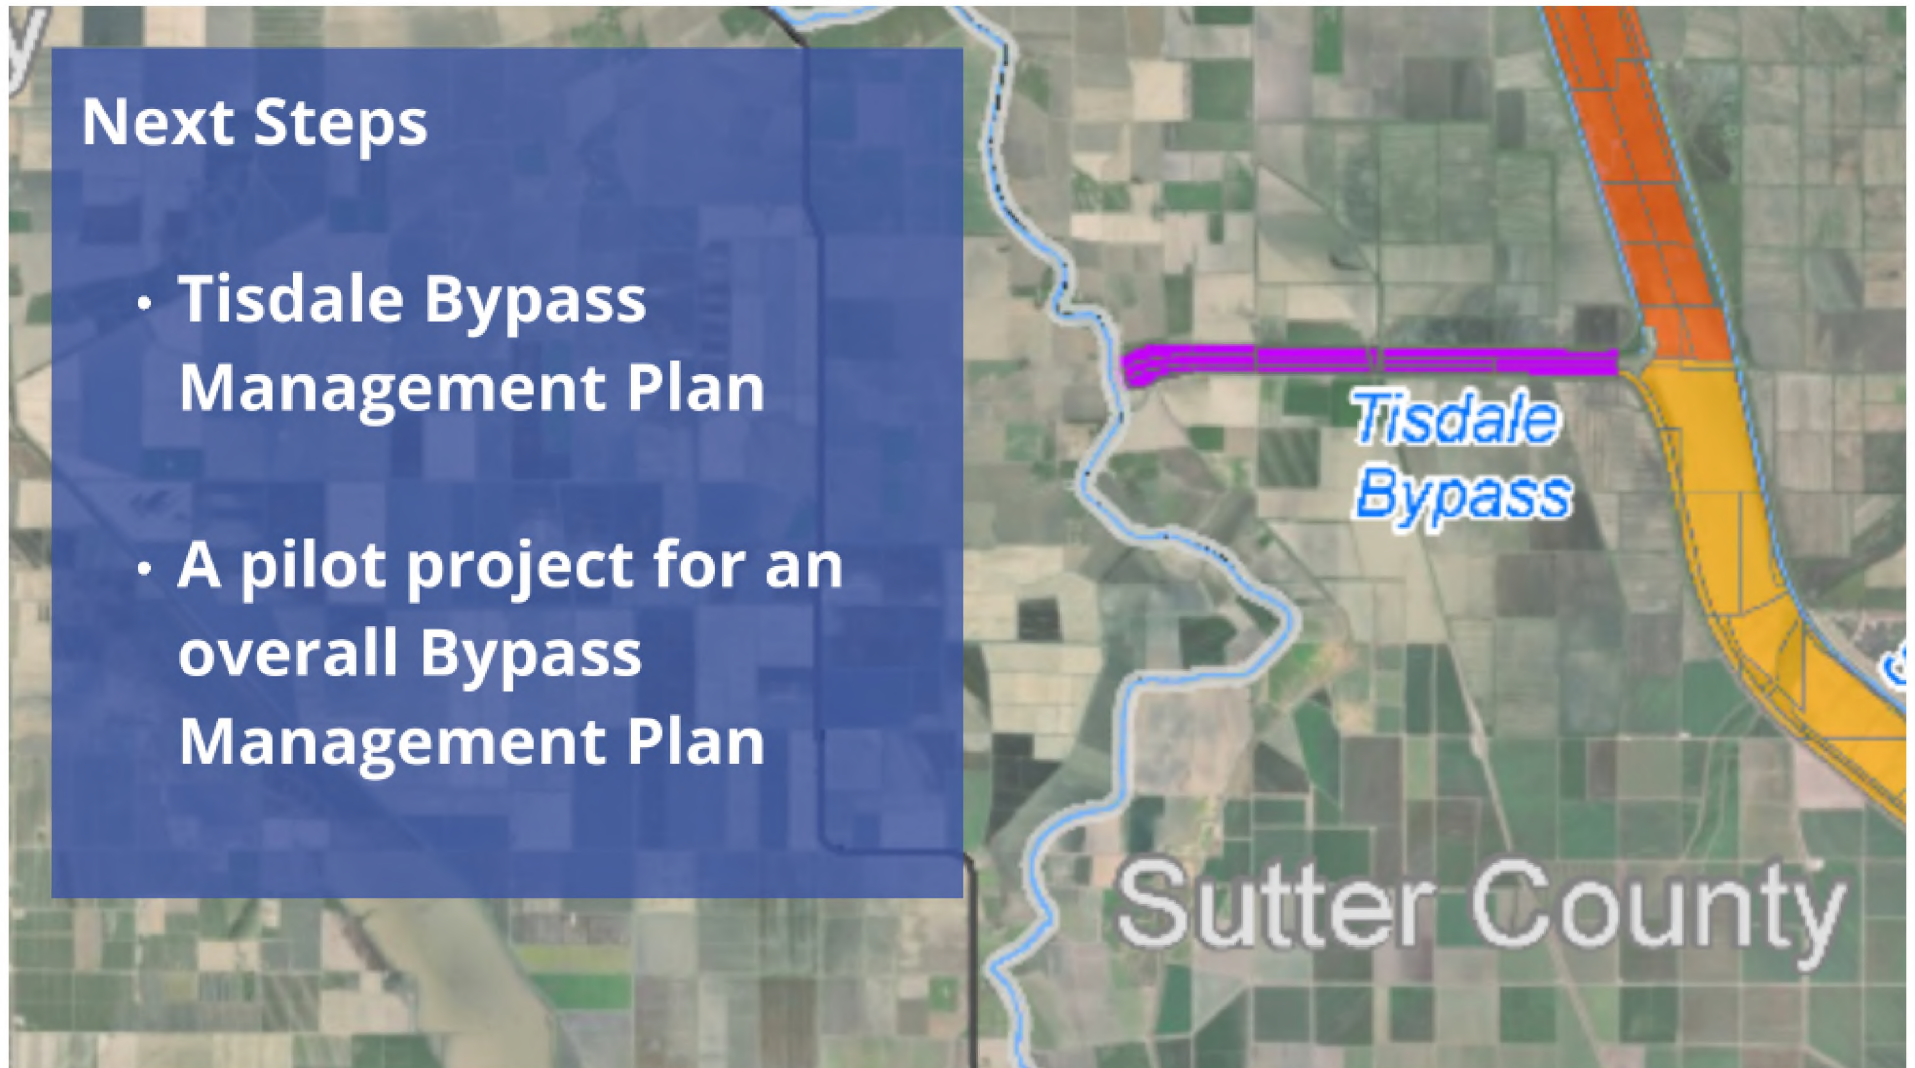 Next Steps
• Tisdale Bypass
Management Plan
• A pilot project for an
overall Bypass
Management Plan
Tisdale
Bypass
Sutter County